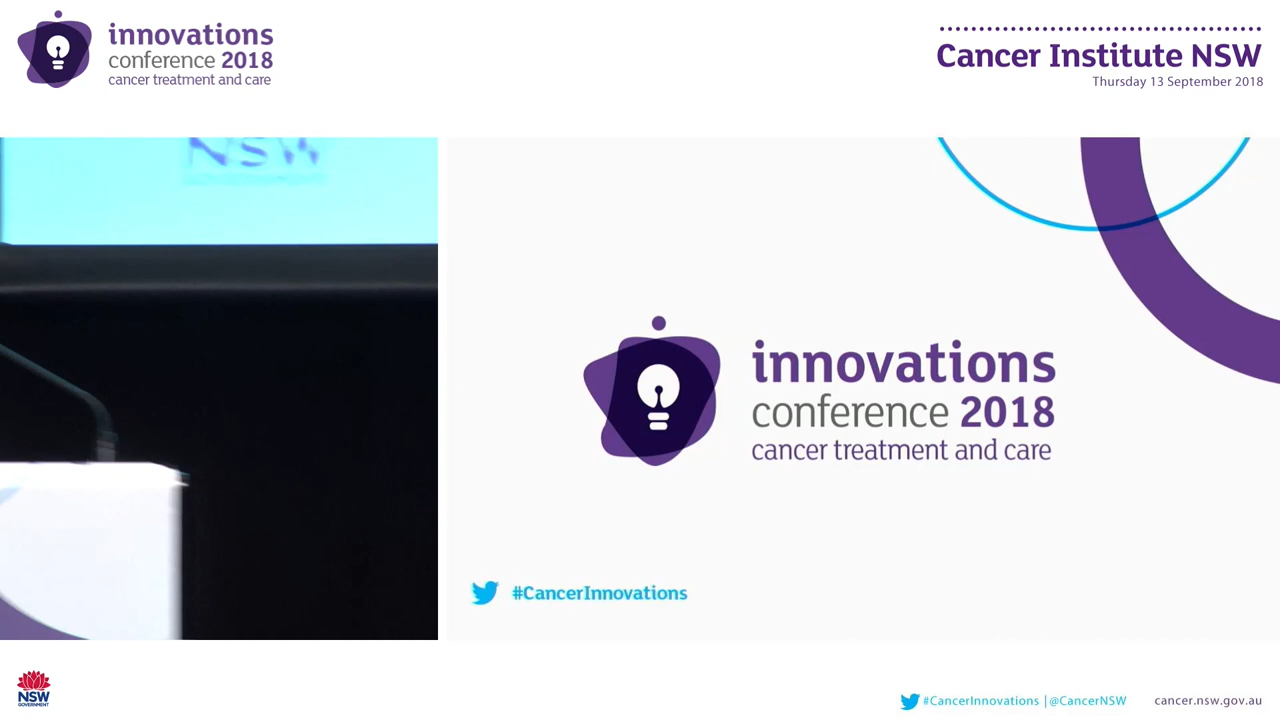 innovations
conference 2018
cancer treatment and care
Cancer Institute NSW
Thursday 13 September 2018
NSW
innovations
conference 2018
cancer treatment and care
#CancerInnovations
NSW
GOVERNMENT
#CancerInnovations | @CancerNSW
cancer.nsw.gov.au